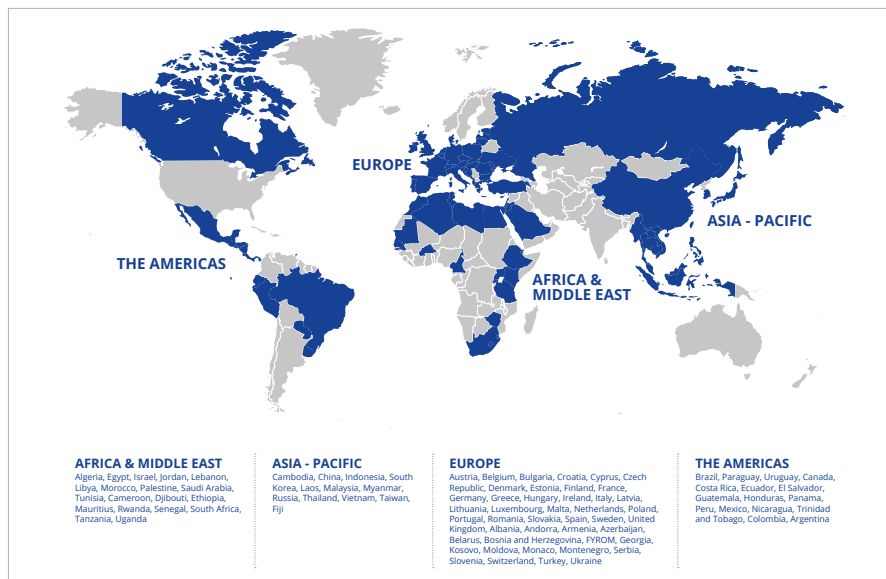 EUROPE
ASIA - PACIFIC
THE AMERICAS
AFRICA &
MIDDLE EAST
AFRICA & MIDDLE EAST
Algeria, Egypt, Israel, Jordan, Lebanon,
Libya, Morocco, Palestine, Saudi Arabia,
Tunisia, Cameroon, Djibouti, Ethiopia,
Mauritius, Rwanda, Senegal, South Africa,
Tanzania, Uganda
ASIA - PACIFIC
Cambodia, China, Indonesia, South
Korea, Laos, Malaysia, Myanmar,
Russia, Thailand, Vietnam, Taiwan,
Fiji
EUROPE
Austria, Belgium, Bulgaria, Croatia, Cyprus, Czech
Republic, Denmark, Estonia, Finland, France,
Germany, Greece, Hungary, Ireland, Italy, Latvia,
Lithuania, Luxembourg, Malta, Netherlands, Poland,
Portugal, Romania, Slovakia, Spain, Sweden, United
Kingdom, Albania, Andorra, Armenia, Azerbaijan,
Belarus, Bosnia and Herzegovina, FYROM, Georgia,
Kosovo, Moldova, Monaco, Montenegro, Serbia,
Slovenia, Switzerland, Turkey, Ukraine
THE AMERICAS
Brazil, Paraguay, Uruguay, Canada,
Costa Rica, Ecuador, El Salvador,
Guatemala, Honduras, Panama,
Peru, Mexico, Nicaragua, Trinidad
and Tobago, Colombia, Argentina